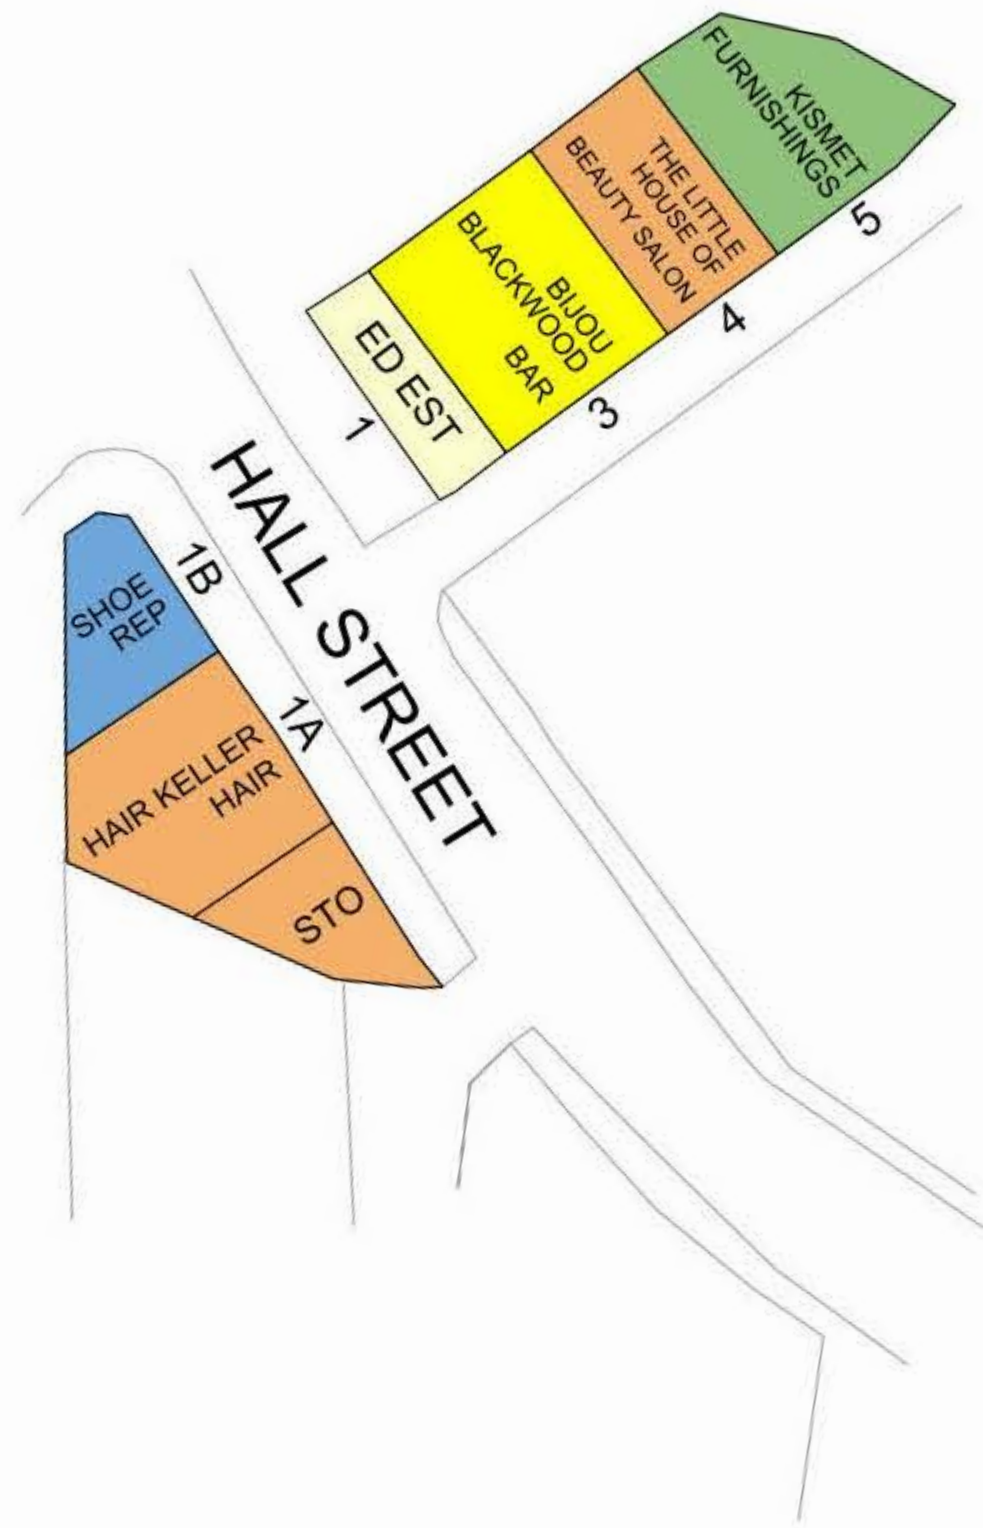 KISMET
FURNISHINGS
5
THE LITTLE
HOUSE OF
BEAUTY SALON
4
BIJOU
BLACKWOOD
BAR
3
ED EST
1
HALL STREET
1B
SHOE
REP
1A
HAIR KELLER
HAIR
STO